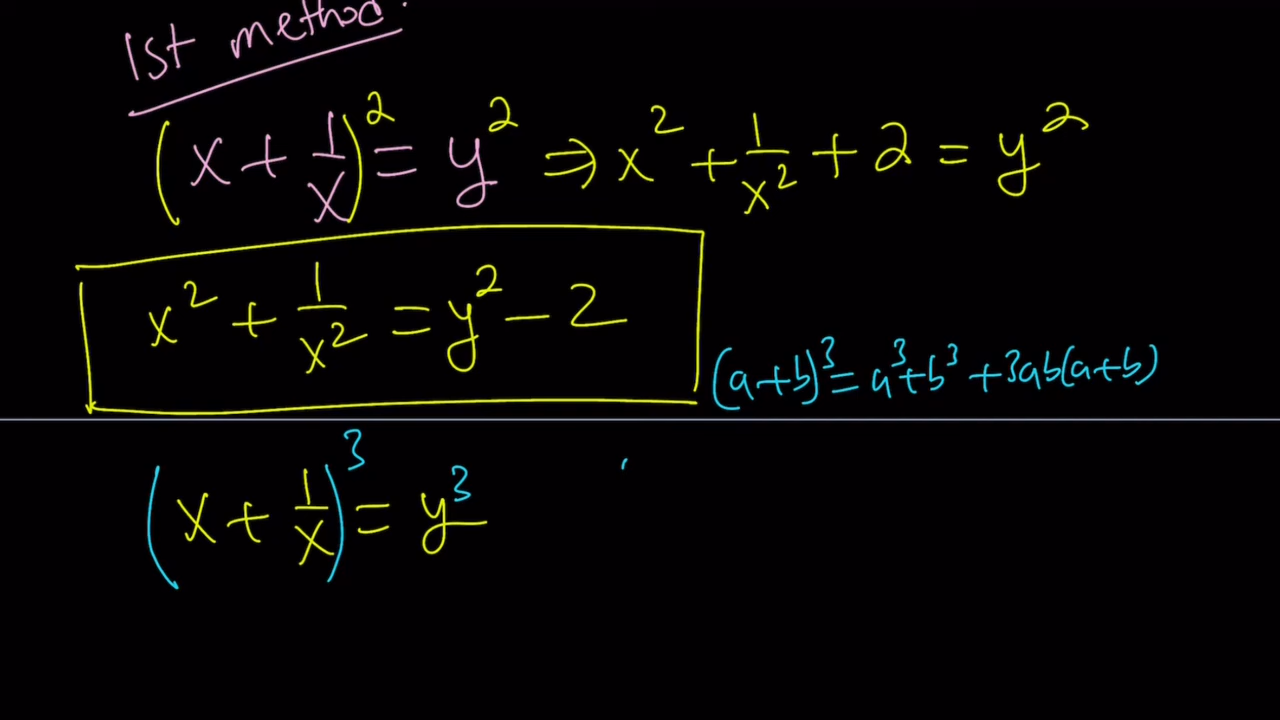 1st method:
(x + 1/x)² = y² ⇒ x² + 1/x² + 2 = y²
x² + 1/x² = y² - 2
(a+b)³ = a³+b³ +3ab(a+b)
(x + 1/x)³ = y³